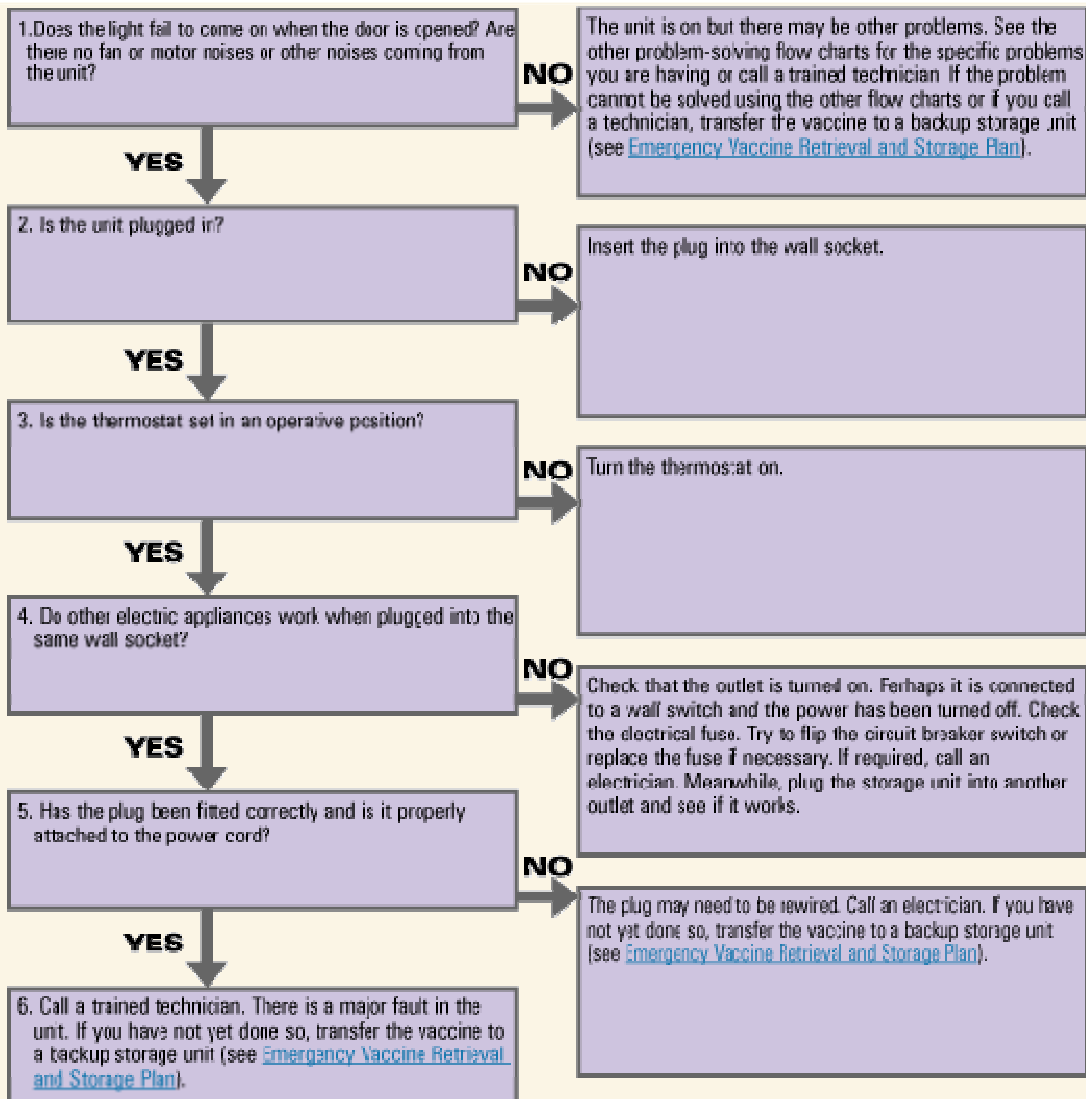 1.Does the light fail to come on when the door is opened? Are
there no fan or motor noises or other noises coming from
the unit?
NO
The unit is on but there may be other problems. See the
other problem-solving flow charts for the specific problems
you are having or call a trained technician. If the problem
cannot be solved using the other flow charts or if you call
a technician, transfer the vaccine to a backup storage unit
(see Emergency Vaccine Retrieval and Storage Plan).
YES
2. Is the unit plugged in?
NO
Insert the plug into the wall socket.
YES
3. Is the thermostat set in an operative position?
NO
Turn the thermostat on.
YES
4. Do other electric appliances work when plugged into the
same wall socket?
NO
Check that the outlet is turned on. Perhaps it is connected
to a wall switch and the power has been turned off. Check
the electrical fuse. Try to flip the circuit breaker switch or
replace the fuse if necessary. If required, call an
electrician. Meanwhile, plug the storage unit into another
outlet and see if it works.
YES
5. Has the plug been fitted correctly and is it properly
attached to the power cord?
NO
The plug may need to be rewired. Call an electrician. If you have
not yet done so, transfer the vaccine to a backup storage unit
(see Emergency Vaccine Retrieval and Storage Plan).
YES
6. Call a trained technician. There is a major fault in the
unit. If you have not yet done so, transfer the vaccine to
a backup storage unit (see Emergency Vaccine Retrieval
and Storage Plan).